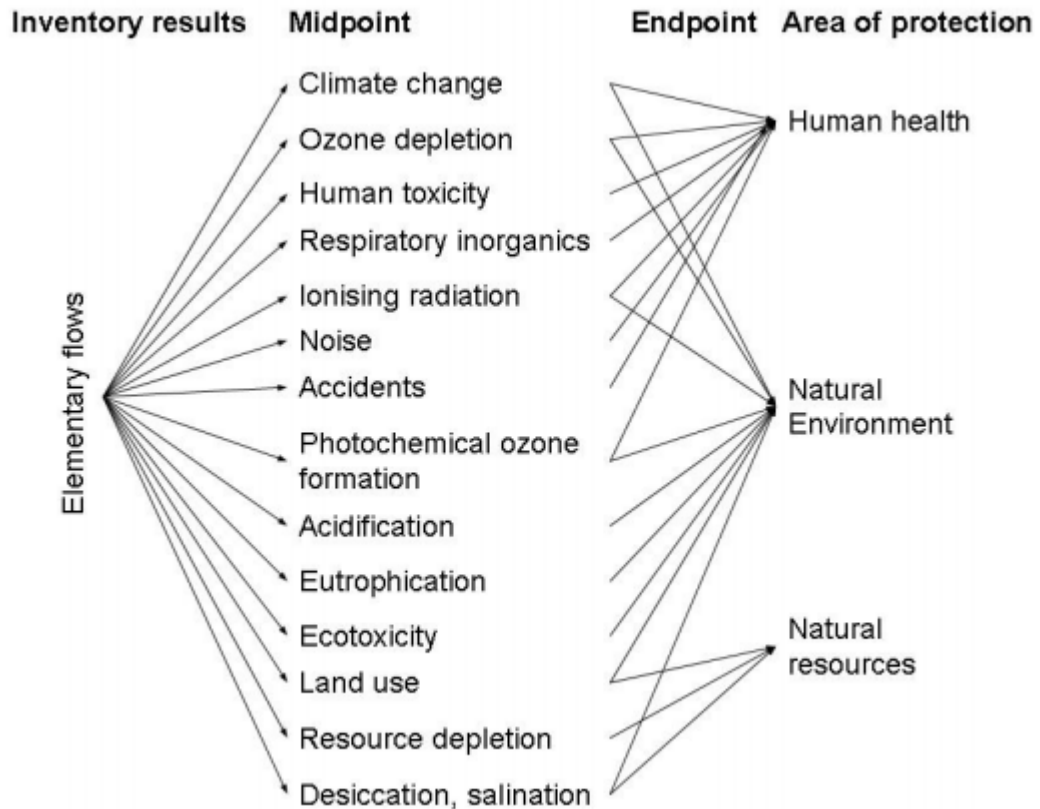 Inventory results Midpoint Endpoint Area of protection
Climate change
Human health
Ozone depletion
Human toxicity
Respiratory inorganics
Ionising radiation
Noise
Elementary flows
Accidents
Natural
Environment
Photochemical ozone
formation
Acidification
Eutrophication
Ecotoxicity
Natural
resources
Land use
Resource depletion
Desiccation, salination